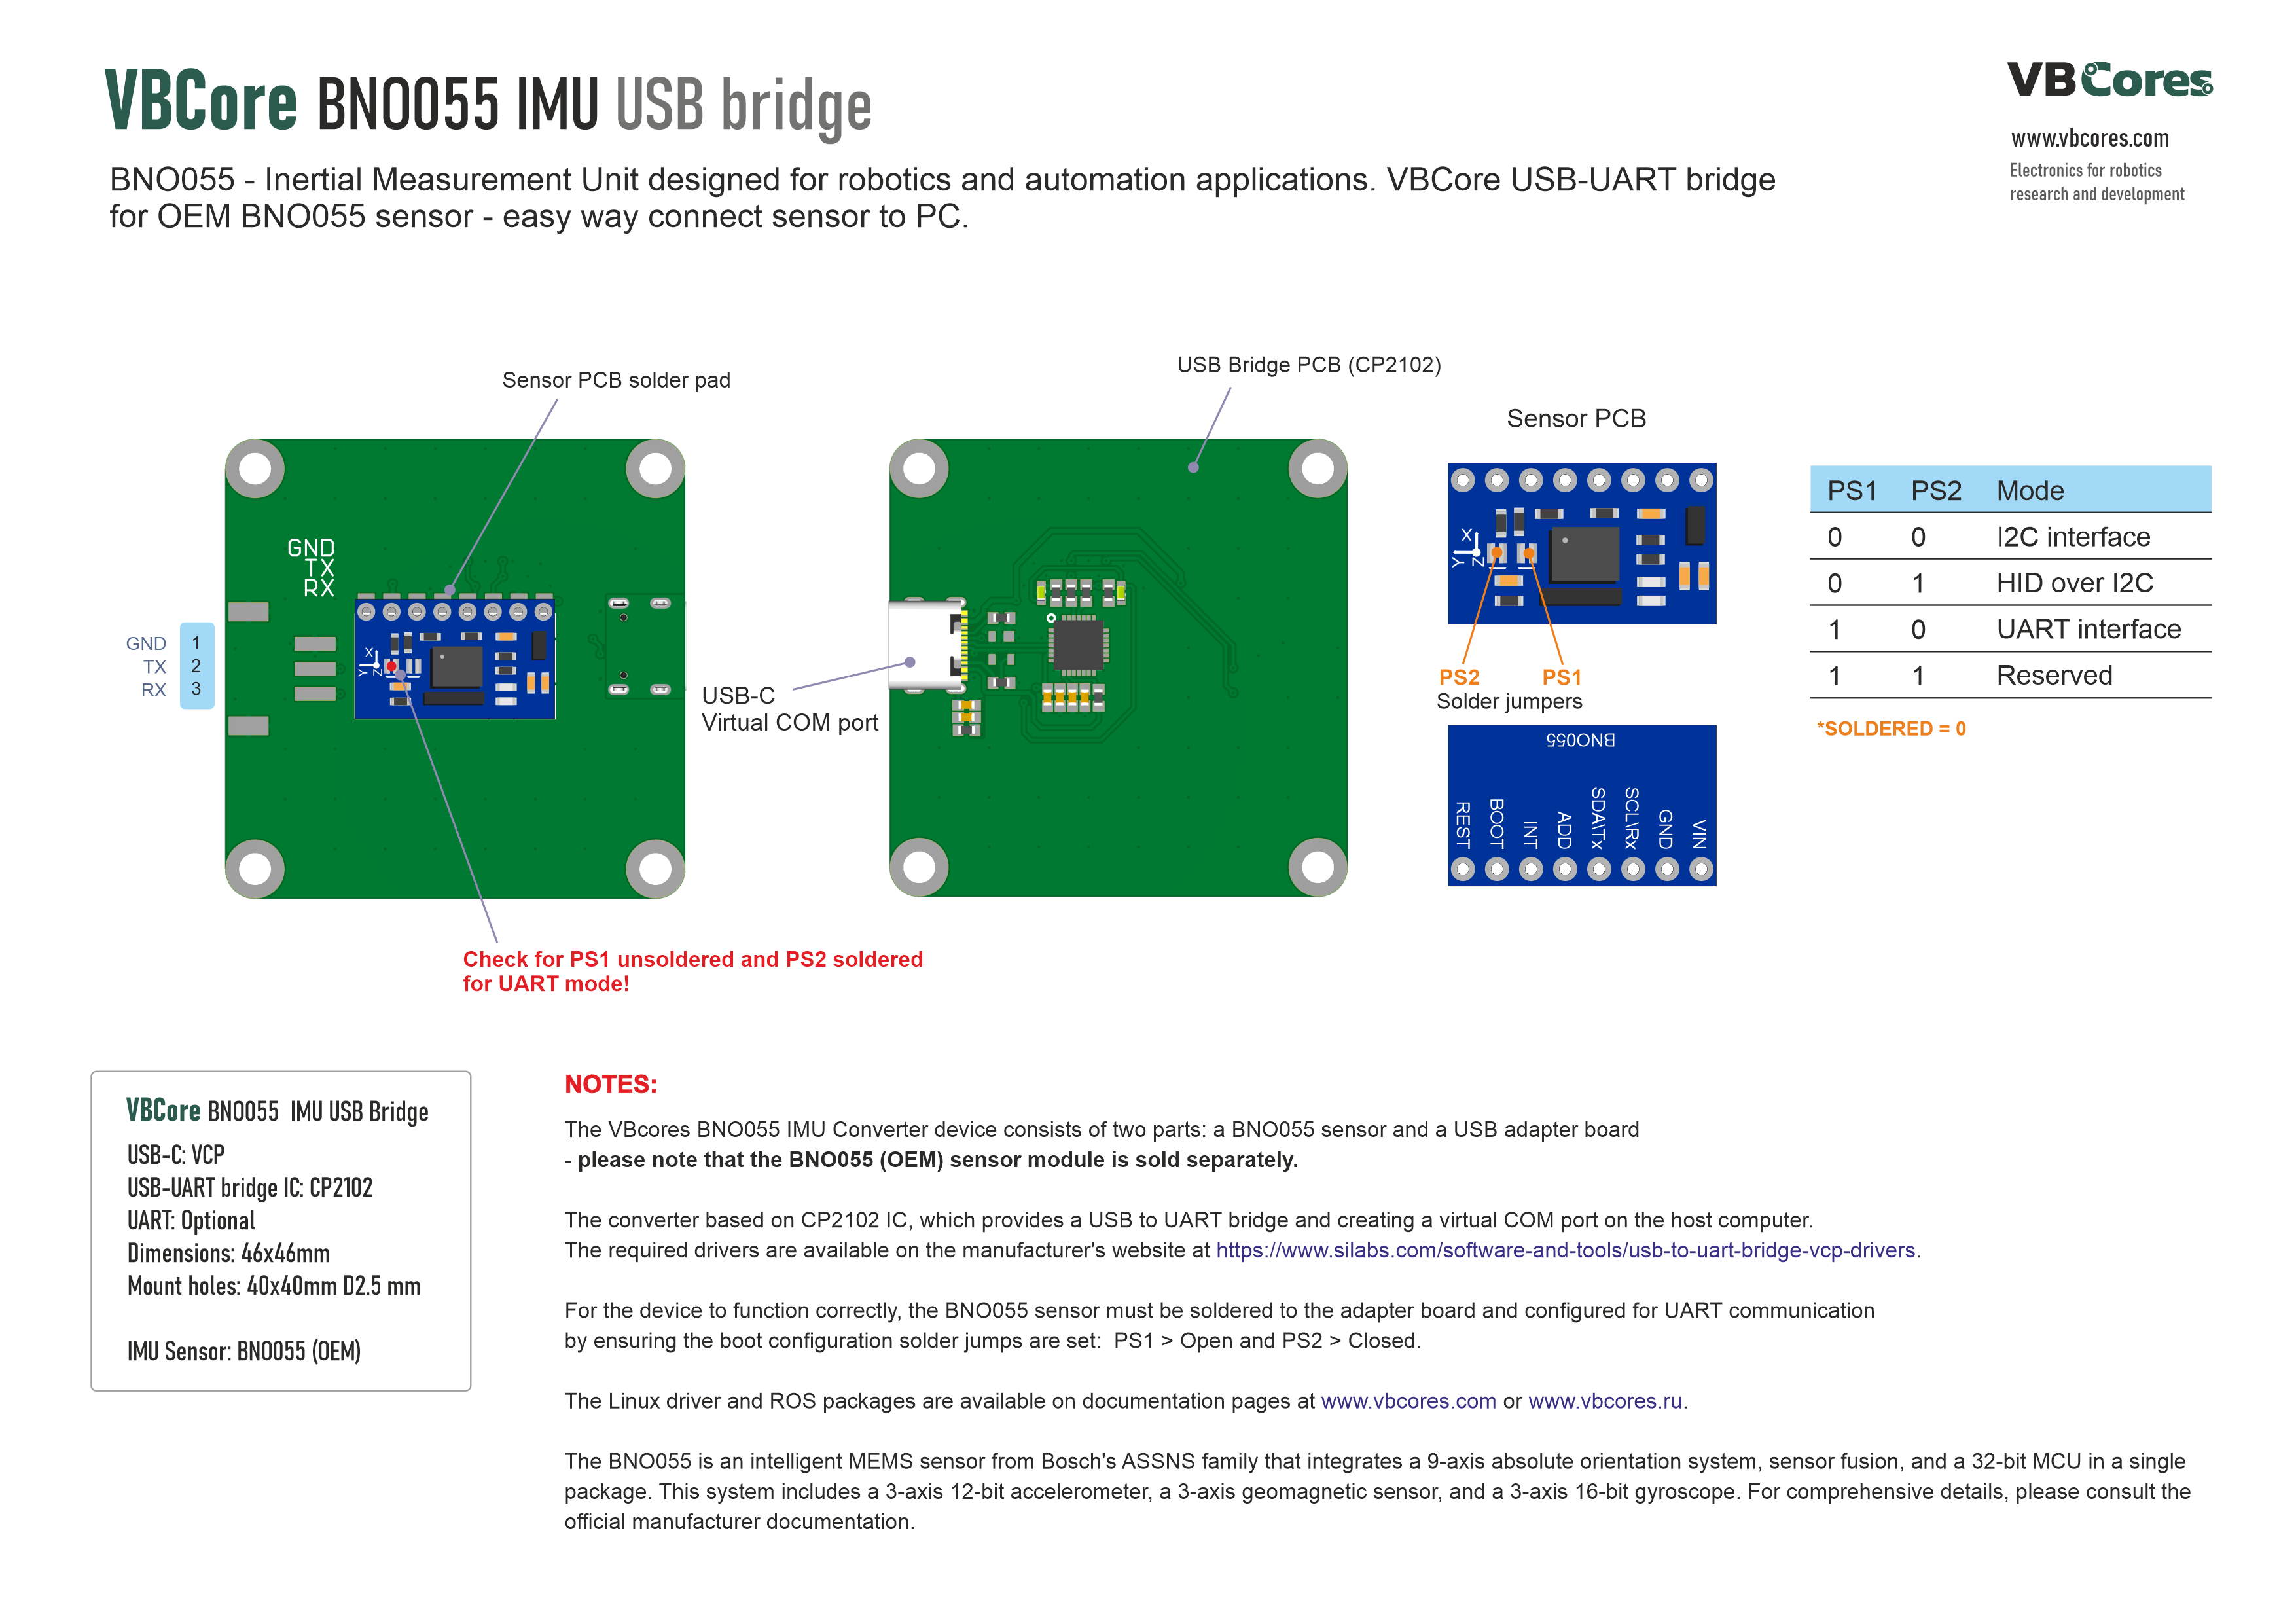 VBCore BNO055 IMU USB bridge
VBCores
www.vbcores.com
Electronics for robotics
research and development
BNO055 - Inertial Measurement Unit designed for robotics and automation applications. VBCore USB-UART bridge
for OEM BNO055 sensor - easy way connect sensor to PC.
Sensor PCB solder pad
USB Bridge PCB (CP2102)
Sensor PCB
GND
TX
RX
GND 1
TX 2
RX 3
X
Y
Z
USB-C
Virtual COM port
X
Y
Z
PS2
PS1
Solder jumpers
BNO055
REST
BOOT
INT
ADD
SDA\Tx
SCL\Rx
GND
VIN
PS1 PS2 Mode
0 0 I2C interface
0 1 HID over I2C
1 0 UART interface
1 1 Reserved
*SOLDERED = 0
Check for PS1 unsoldered and PS2 soldered
for UART mode!
VBCore BNO055 IMU USB Bridge
USB-C: VCP
USB-UART bridge IC: CP2102
UART: Optional
Dimensions: 46x46mm
Mount holes: 40x40mm D2.5 mm
IMU Sensor: BNO055 (OEM)
NOTES:
The VBcores BNO055 IMU Converter device consists of two parts: a BNO055 sensor and a USB adapter board
- please note that the BNO055 (OEM) sensor module is sold separately.
The converter based on CP2102 IC, which provides a USB to UART bridge and creating a virtual COM port on the host computer.
The required drivers are available on the manufacturer's website at https://www.silabs.com/software-and-tools/usb-to-uart-bridge-vcp-drivers.
For the device to function correctly, the BNO055 sensor must be soldered to the adapter board and configured for UART communication
by ensuring the boot configuration solder jumps are set: PS1 > Open and PS2 > Closed.
The Linux driver and ROS packages are available on documentation pages at www.vbcores.com or www.vbcores.ru.
The BNO055 is an intelligent MEMS sensor from Bosch's ASSNS family that integrates a 9-axis absolute orientation system, sensor fusion, and a 32-bit MCU in a single
package. This system includes a 3-axis 12-bit accelerometer, a 3-axis geomagnetic sensor, and a 3-axis 16-bit gyroscope. For comprehensive details, please consult the
official manufacturer documentation.